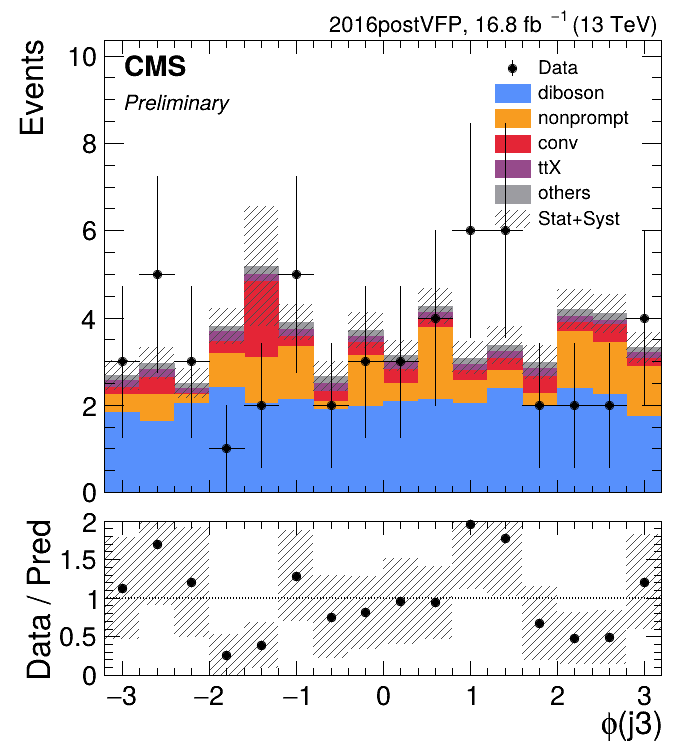 2016postVFP, 16.8 fb⁻¹ (13 TeV)
Events
CMS
Preliminary
Data
diboson
nonprompt
conv
ttX
others
Stat+Syst
10
8
6
4
2
0
Data / Pred
2
1.5
1
0.5
0
−3 −2 −1 0 1 2 3
ϕ(j3)